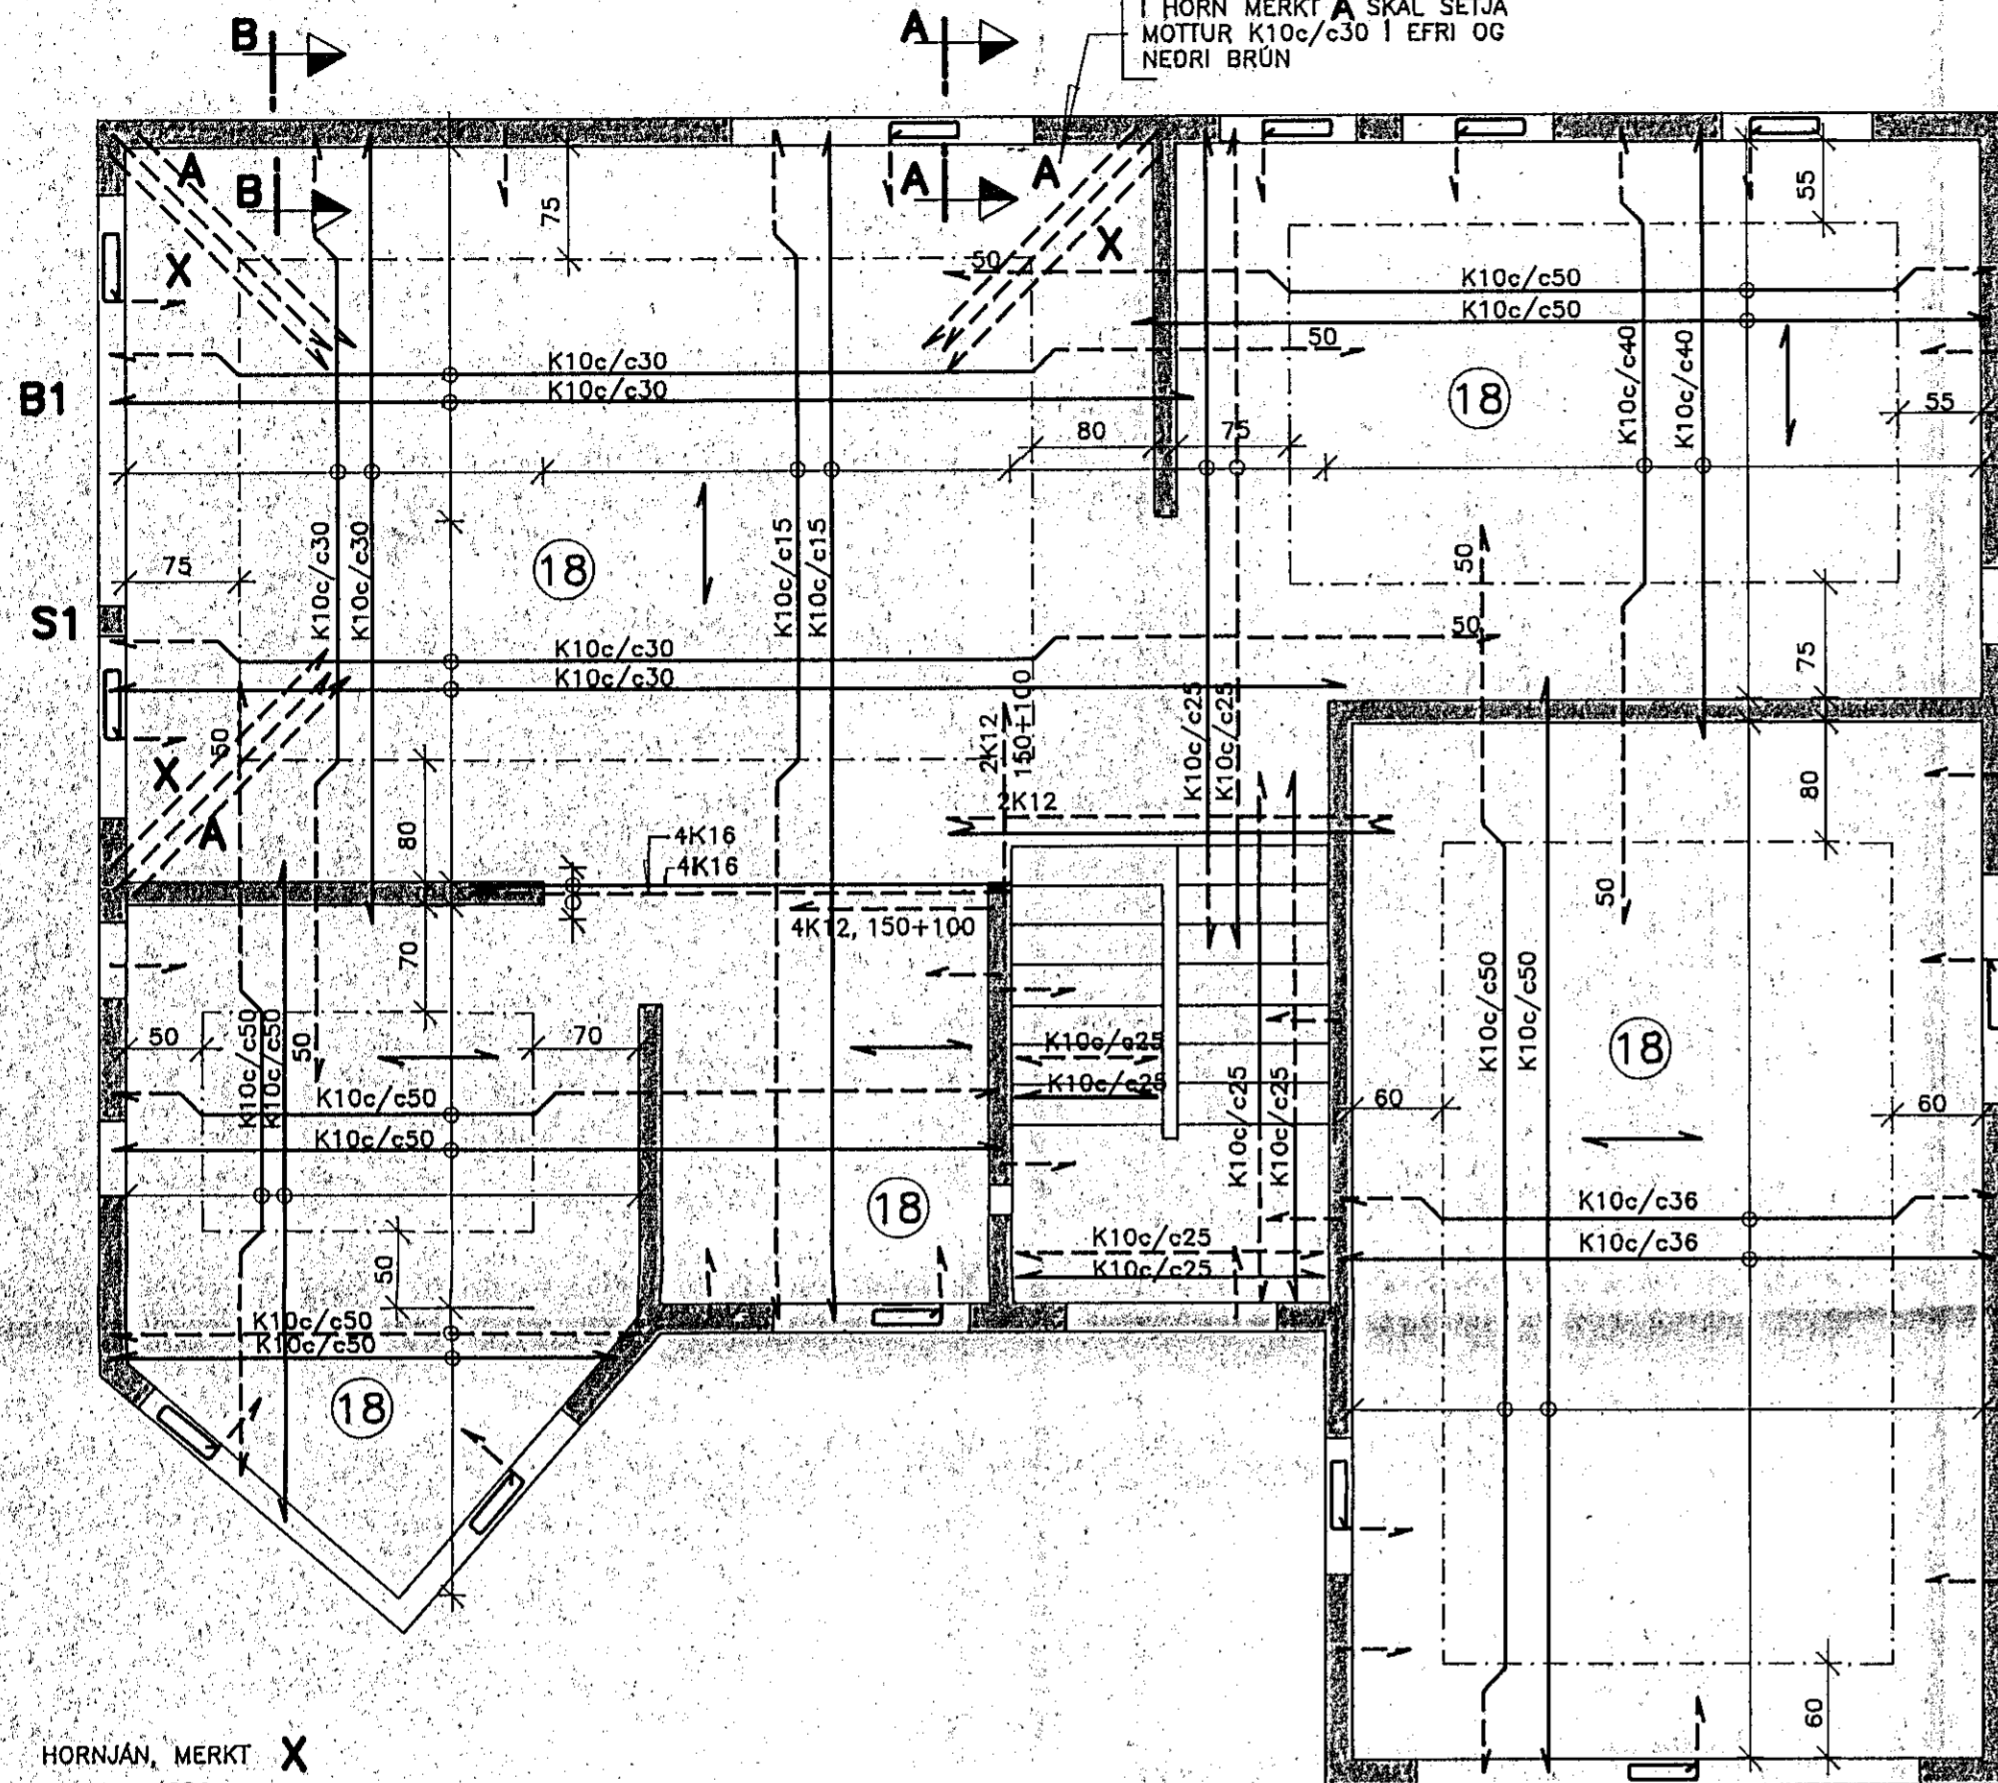 Í HORN MERKT A SKAL SETJA
MOTTUR K10c/c30 Í EFRI OG
NEÐRI BRÚN
B
A
A
B
A
A
75
55
X
X
50
K10c/c50
K10c/c50
50
K10c/c30
K10c/c30
B1
K10c/c40
K10c/c40
18
55
80
75
75
K10c/c30
K10c/c30
18
K10c/c15
K10c/c15
50
S1
50
K10c/c30
K10c/c30
75
50
2K12
150+100
K10c/c25
K10c/c25
X
A
80
2K12
80
4K16
4K16
4K12, 150+100
50
70
50
70
K10c/c50
K10c/c50
50
K10c/c25
K10c/c25
K10c/c50
K10c/c50
18
K10c/c50
K10c/c50
60
60
K10c/c25
K10c/c25
18
K10c/c36
K10c/c36
K10c/c25
K10c/c25
50
K10c/c50
K10c/c50
18
60
HORNJÁN, MERKT X